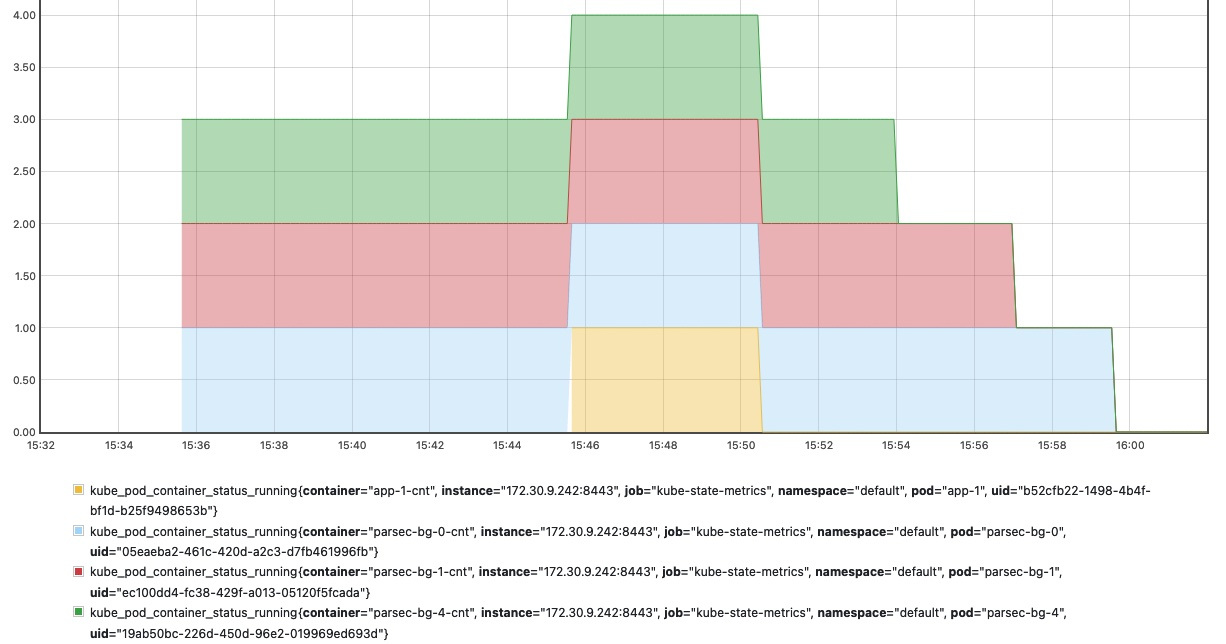 4.00
3.50
3.00
2.50
2.00
1.50
1.00
0.50
0.00
15:32 15:34 15:36 15:38 15:40 15:42 15:44 15:46 15:48 15:50 15:52 15:54 15:56 15:58 16:00
kube_pod_container_status_running{container="app-1-cnt", instance="172.30.9.242:8443", job="kube-state-metrics", namespace="default", pod="app-1", uid="b52cfb22-1498-4b4f-
bf1d-b25f9498653b"}
kube_pod_container_status_running{container="parsec-bg-0-cnt", instance="172.30.9.242:8443", job="kube-state-metrics", namespace="default", pod="parsec-bg-0",
uid="05eaeba2-461c-420d-a2c3-d7fb461996fb"}
kube_pod_container_status_running{container="parsec-bg-1-cnt", instance="172.30.9.242:8443", job="kube-state-metrics", namespace="default", pod="parsec-bg-1",
uid="ec100dd4-fc38-429f-a013-05120f5fcada"}
kube_pod_container_status_running{container="parsec-bg-4-cnt", instance="172.30.9.242:8443", job="kube-state-metrics", namespace="default", pod="parsec-bg-4",
uid="19ab50bc-226d-450d-96e2-019969ed693d"}